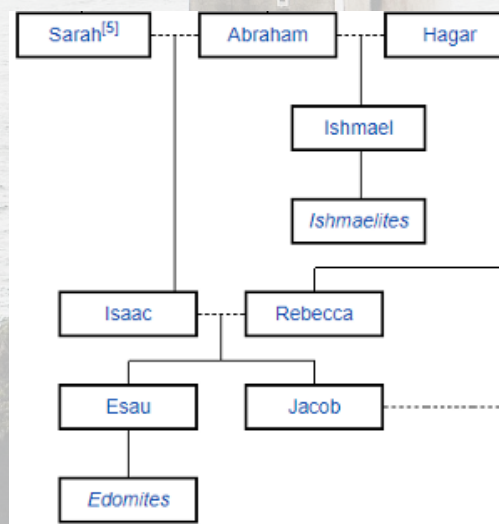 Sarah[5]
Abraham
Hagar
Ishmael
Ishmaelites
Isaac
Rebecca
Esau
Jacob
Edomites